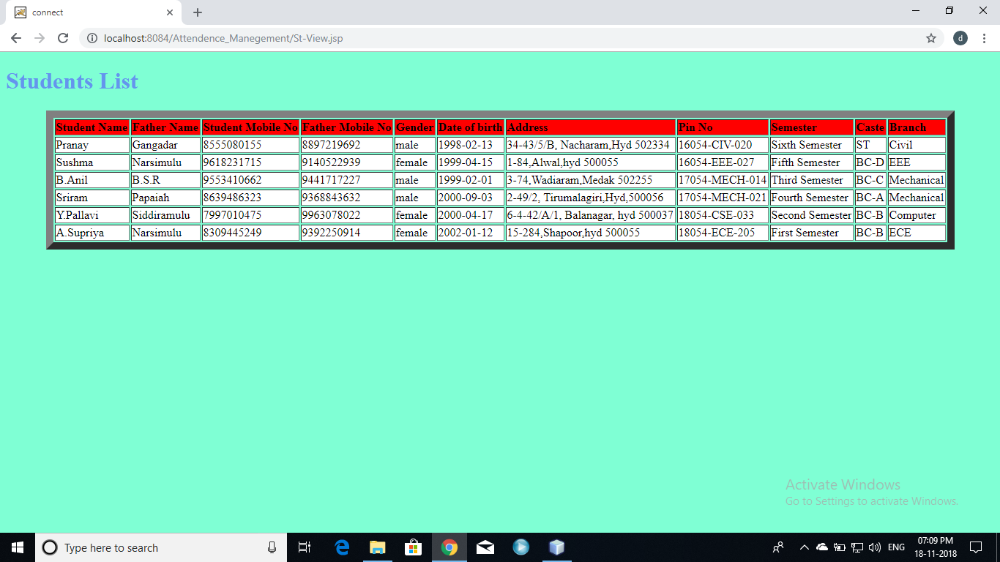 connect
localhost:8084/Attendence_Manegement/St-View.jsp
d
Students List
Student Name Father Name Student Mobile No Father Mobile No Gender Date of birth Address Pin No Semester Caste Branch
Pranay Gangadar 8555080155 8897219692 male 1998-02-13 34-43/5/B, Nacharam,Hyd 502334 16054-CIV-020 Sixth Semester ST Civil
Sushma Narsimulu 9618231715 9140522939 female 1999-04-15 1-84,Alwal,hyd 500055 16054-EEE-027 Fifth Semester BC-D EEE
B.Anil B.S.R 9553410662 9441717227 male 1999-02-01 3-74,Wadiaram,Medak 502255 17054-MECH-014 Third Semester BC-C Mechanical
Sriram Papaiah 8639486323 9368843632 male 2000-09-03 2-49/2, Tirumalagiri,Hyd,500056 17054-MECH-021 Fourth Semester BC-A Mechanical
Y.Pallavi Siddiramulu 7997010475 9963078022 female 2000-04-17 6-4-42/A/1, Balanagar, hyd 500037 18054-CSE-033 Second Semester BC-B Computer
A.Supriya Narsimulu 8309445249 9392250914 female 2002-01-12 15-284,Shapoor,hyd 500055 18054-ECE-205 First Semester BC-B ECE
Activate Windows
Go to Settings to activate Windows.
Type here to search
ENG
07:09 PM
18-11-2018